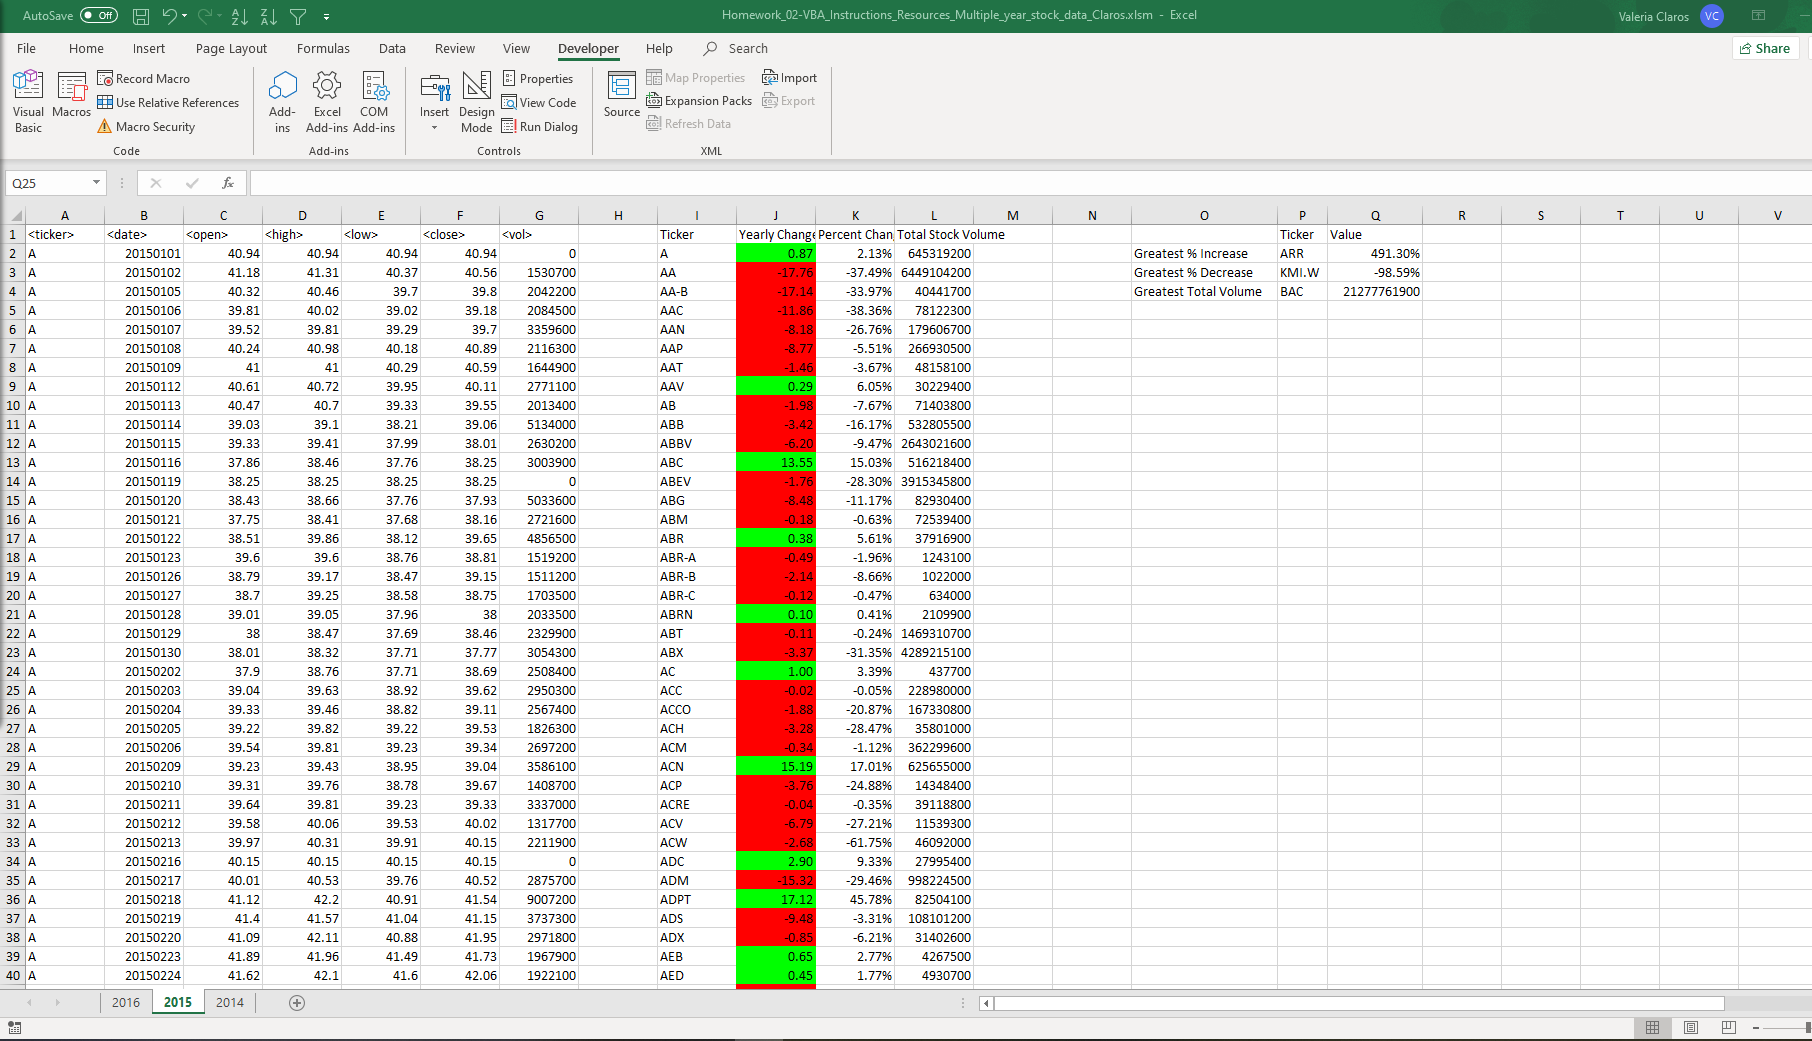 AutoSave Off Homework_02-VBA_Instructions_Resources_Multiple_year_stock_data_Claros.xlsm - Excel Valeria Claros VC
File Home Insert Page Layout Formulas Data Review View Developer Help Search Share
Visual Basic Macros Record Macro Use Relative References Macro Security Code
Add-ins Excel Add-ins COM Add-ins Add-ins
Insert Design Mode Properties View Code Run Dialog Controls
Source Map Properties Expansion Packs Refresh Data Import Export XML
Q25 fx
A B C D E F G H I J K L M N O P Q R S T U V
1 <ticker> <date> <open> <high> <low> <close> <vol> Ticker Yearly Change Percent Chan Total Stock Volume Ticker Value
2 A 20150101 40.94 40.94 40.94 40.94 0 A 0.87 2.13% 645319200 Greatest % Increase ARR 491.30%
3 A 20150102 41.18 41.31 40.37 40.56 1530700 AA -17.76 -37.49% 6449104200 Greatest % Decrease KMI.W -98.59%
4 A 20150105 40.32 40.46 39.7 39.8 2042200 AA-B -17.14 -33.97% 40441700 Greatest Total Volume BAC 21277761900
5 A 20150106 39.81 40.02 39.02 39.18 2084500 AAC -11.86 -38.36% 78122300
6 A 20150107 39.52 39.81 39.29 39.7 3359600 AAN -8.18 -26.76% 179606700
7 A 20150108 40.24 40.98 40.18 40.89 2116300 AAP -8.77 -5.51% 266930500
8 A 20150109 41 41 40.29 40.59 1644900 AAT -1.46 -3.67% 48158100
9 A 20150112 40.61 40.72 39.95 40.11 2771100 AAV 0.29 6.05% 30229400
10 A 20150113 40.47 40.7 39.33 39.55 2013400 AB -1.98 -7.67% 71403800
11 A 20150114 39.03 39.1 38.21 39.06 5134000 ABB -3.42 -16.17% 532805500
12 A 20150115 39.33 39.41 37.99 38.01 2630200 ABBV -6.20 -9.47% 2643021600
13 A 20150116 37.86 38.46 37.76 38.25 3003900 ABC 13.55 15.03% 516218400
14 A 20150119 38.25 38.25 38.25 38.25 0 ABEV -1.76 -28.30% 3915345800
15 A 20150120 38.43 38.66 37.76 37.93 5033600 ABG -8.48 -11.17% 82930400
16 A 20150121 37.75 38.41 37.68 38.16 2721600 ABM -0.18 -0.63% 72539400
17 A 20150122 38.51 39.86 38.12 39.65 4856500 ABR 0.38 5.61% 37916900
18 A 20150123 39.6 39.6 38.76 38.81 1519200 ABR-A -0.49 -1.96% 1243100
19 A 20150126 38.79 39.17 38.47 39.15 1511200 ABR-B -2.14 -8.66% 1022000
20 A 20150127 38.7 39.25 38.58 38.75 1703500 ABR-C -0.12 -0.47% 634000
21 A 20150128 39.01 39.05 37.96 38 2033500 ABRN 0.10 0.41% 2109900
22 A 20150129 38 38.47 37.69 38.46 2329900 ABT -0.11 -0.24% 1469310700
23 A 20150130 38.01 38.32 37.71 37.77 3054300 ABX -3.37 -31.35% 4289215100
24 A 20150202 37.9 38.76 37.71 38.69 2508400 AC 1.00 3.39% 437700
25 A 20150203 39.04 39.63 38.92 39.62 2950300 ACC -0.02 -0.05% 228980000
26 A 20150204 39.33 39.46 38.82 39.11 2567400 ACCO -1.88 -20.87% 167330800
27 A 20150205 39.22 39.82 39.22 39.53 1826300 ACH -3.28 -28.47% 35801000
28 A 20150206 39.54 39.81 39.23 39.34 2697200 ACM -0.34 -1.12% 362299600
29 A 20150209 39.23 39.43 38.95 39.04 3586100 ACN 15.19 17.01% 625655000
30 A 20150210 39.31 39.76 38.78 39.67 1408700 ACP -3.76 -24.88% 14348400
31 A 20150211 39.64 39.81 39.23 39.33 3337000 ACRE -0.04 -0.35% 39118800
32 A 20150212 39.58 40.06 39.53 40.02 1317700 ACV -6.79 -27.21% 11539300
33 A 20150213 39.97 40.31 39.91 40.15 2211900 ACW -2.68 -61.75% 46092000
34 A 20150216 40.15 40.15 40.15 40.15 0 ADC 2.90 9.33% 27995400
35 A 20150217 40.01 40.53 39.76 40.52 2875700 ADM -15.32 -29.46% 998224500
36 A 20150218 41.12 42.2 40.91 41.54 9007200 ADPT 17.12 45.78% 82504100
37 A 20150219 41.4 41.57 41.04 41.15 3737300 ADS -9.48 -3.31% 108101200
38 A 20150220 41.09 42.11 40.88 41.95 2971800 ADX -0.85 -6.21% 31402600
39 A 20150223 41.89 41.96 41.49 41.73 1967900 AEB 0.65 2.77% 4267500
40 A 20150224 41.62 42.1 41.6 42.06 1922100 AED 0.45 1.77% 4930700
2016 2015 2014